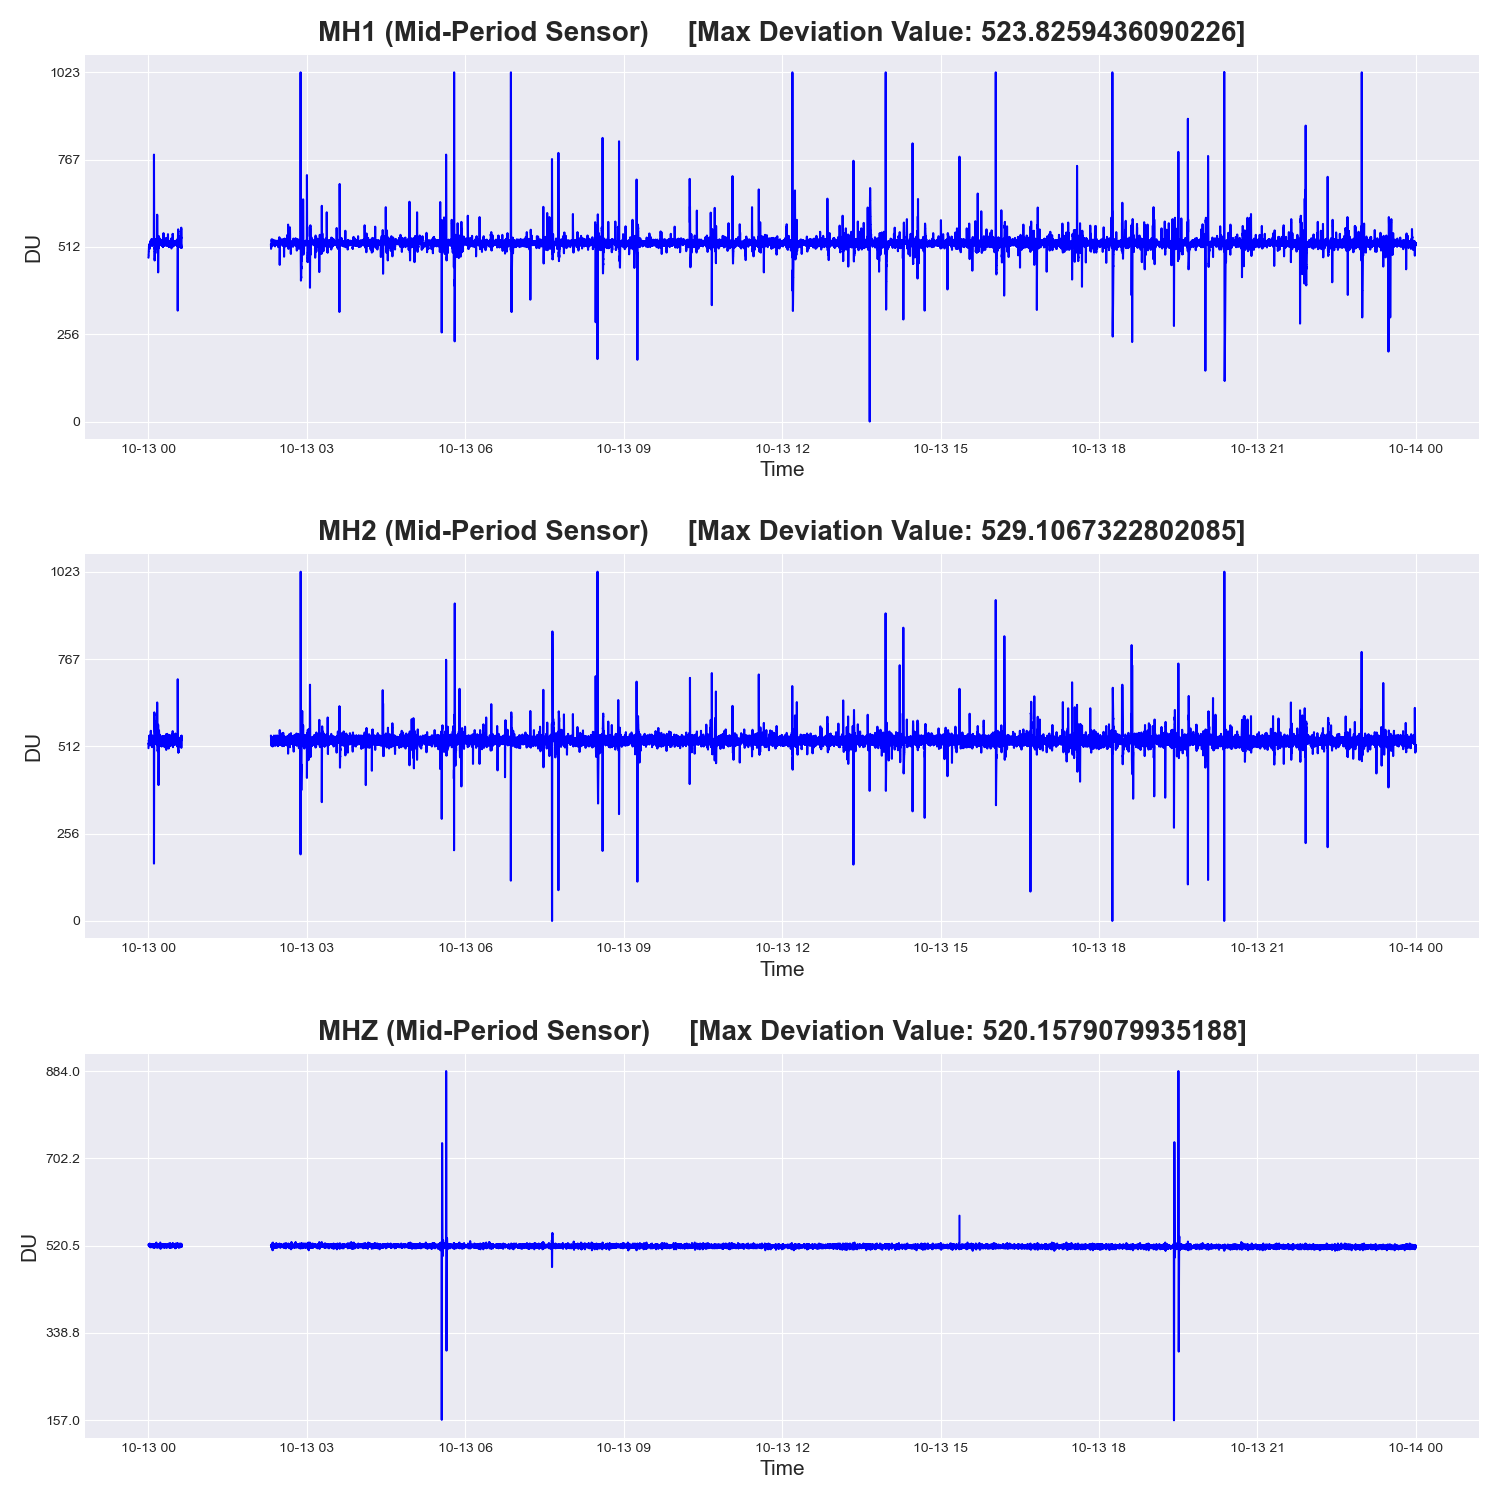 MH1 (Mid-Period Sensor) [Max Deviation Value: 523.8259436090226]
1023
767
512
256
0
DU
10-13 00 10-13 03 10-13 06 10-13 09 10-13 12 10-13 15 10-13 18 10-13 21 10-14 00
Time
MH2 (Mid-Period Sensor) [Max Deviation Value: 529.1067322802085]
1023
767
512
256
0
DU
10-13 00 10-13 03 10-13 06 10-13 09 10-13 12 10-13 15 10-13 18 10-13 21 10-14 00
Time
MHZ (Mid-Period Sensor) [Max Deviation Value: 520.1579079935188]
884.0
702.2
520.5
338.8
157.0
DU
10-13 00 10-13 03 10-13 06 10-13 09 10-13 12 10-13 15 10-13 18 10-13 21 10-14 00
Time